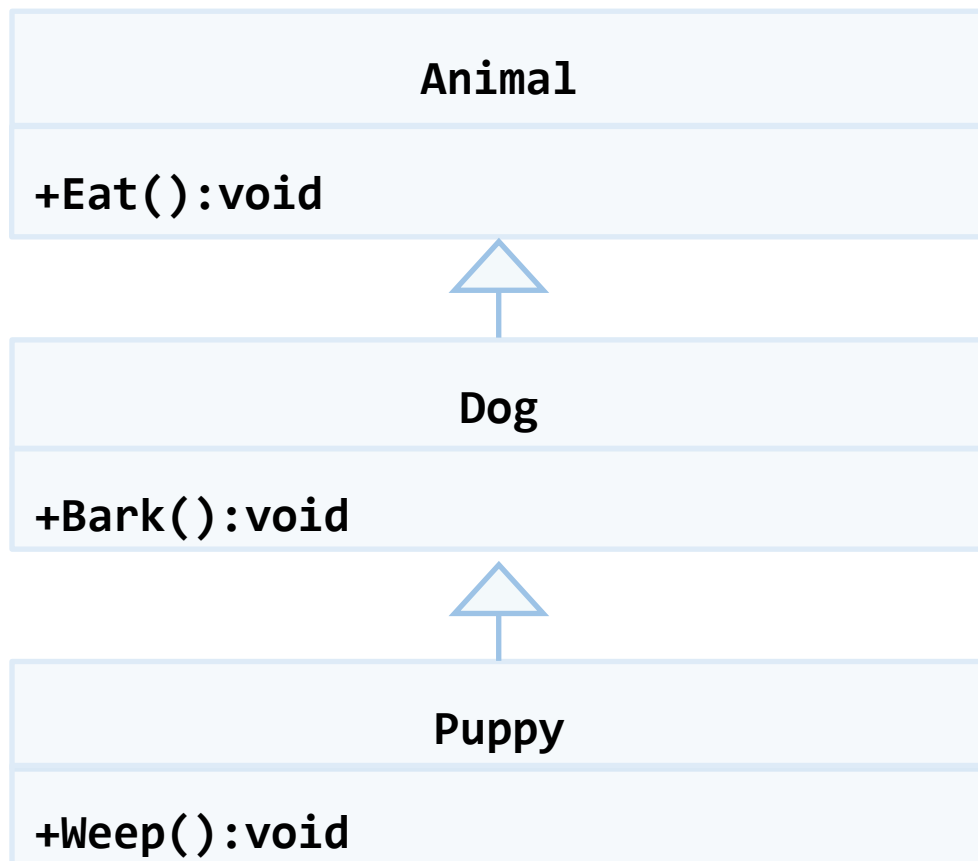 Animal
+Eat():void
Dog
+Bark():void
Puppy
+Weep():void